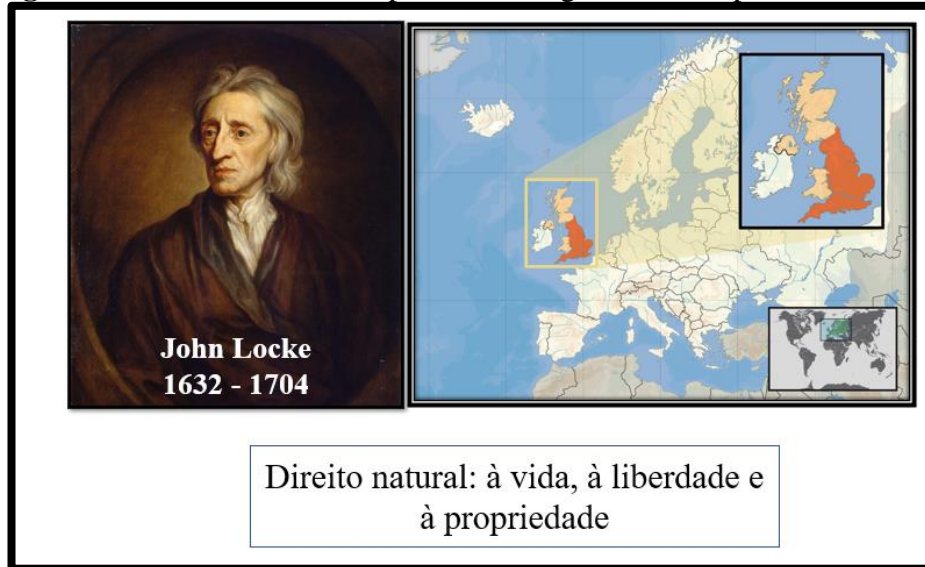 John Locke
1632 - 1704
Direito natural: à vida, à liberdade e
à propriedade